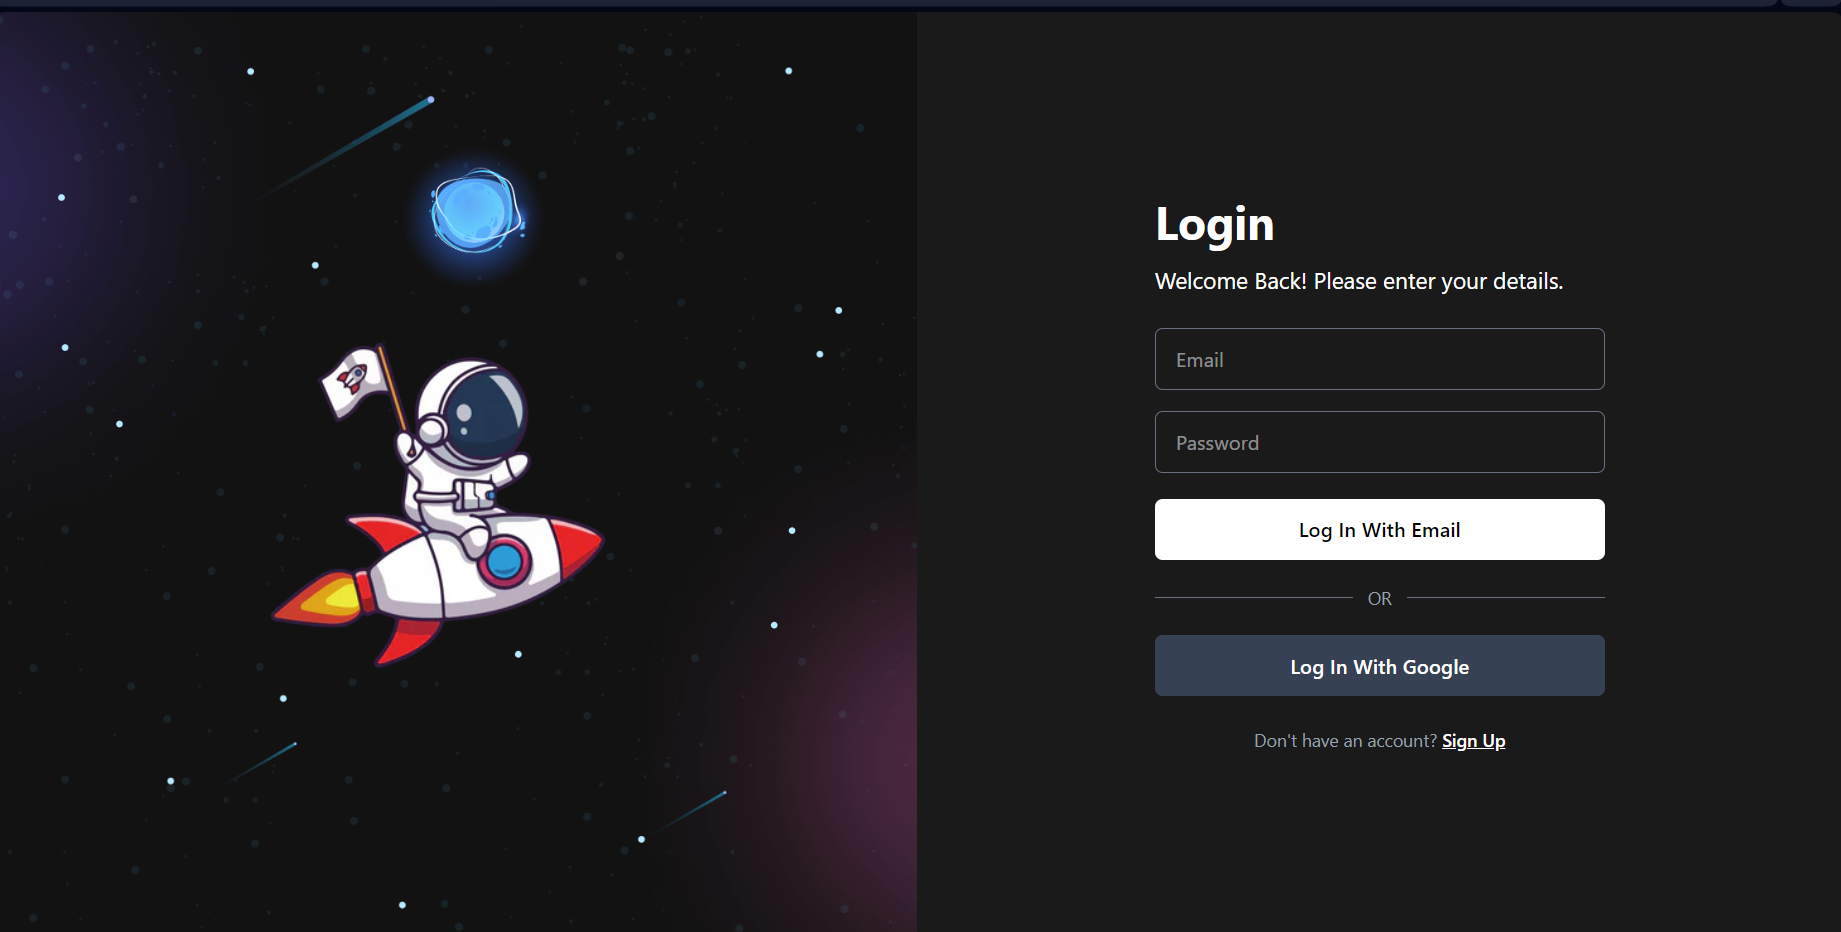 Login
Welcome Back! Please enter your details.
Email
Password
Log In With Email
OR
Log In With Google
Don't have an account? Sign Up